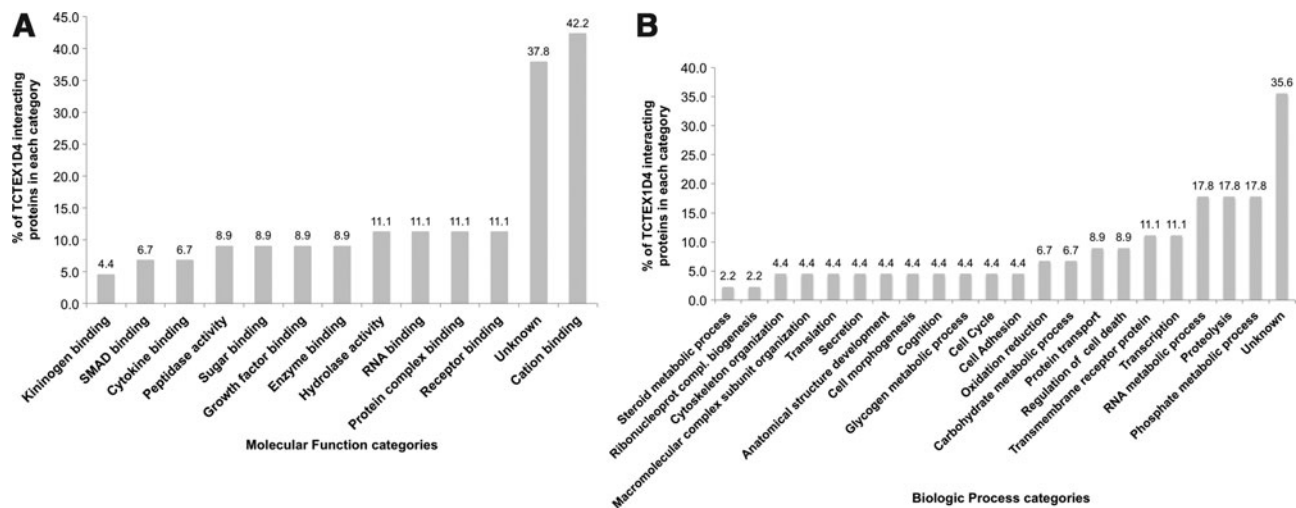 A
% of TCTEX1D4 interacting
proteins in each category
45.0
40.0
35.0
30.0
25.0
20.0
15.0
10.0
5.0
0.0
4.4
6.7
6.7
8.9
8.9
8.9
8.9
11.1
11.1
11.1
11.1
37.8
42.2
Kininogen binding
SMAD binding
Cytokine binding
Peptidase activity
Sugar binding
Growth factor binding
Enzyme binding
Hydrolase activity
RNA binding
Protein complex binding
Receptor binding
Unknown
Cation binding
Molecular Function categories
B
% of TCTEX1D4 interacting
proteins in each category
40.0
35.0
30.0
25.0
20.0
15.0
10.0
5.0
0.0
2.2
2.2
4.4
4.4
4.4
4.4
4.4
4.4
4.4
4.4
4.4
4.4
6.7
6.7
8.9
8.9
11.1
11.1
17.8
17.8
17.8
35.6
Steroid metabolic process
Ribonucleoprot compl. biogenesis
Cytoskeleton organization
Macromolecular complex subunit organization
Translation
Secretion
Anatomical structure development
Cell morphogenesis
Cognition
Glycogen metabolic process
Cell Cycle
Cell Adhesion
Oxidation reduction
Carbohydrate metabolic process
Protein transport
Regulation of cell death
Transmembrane receptor protein
Transcription
RNA metabolic process
Proteolysis
Phosphate metabolic process
Unknown
Biologic Process categories